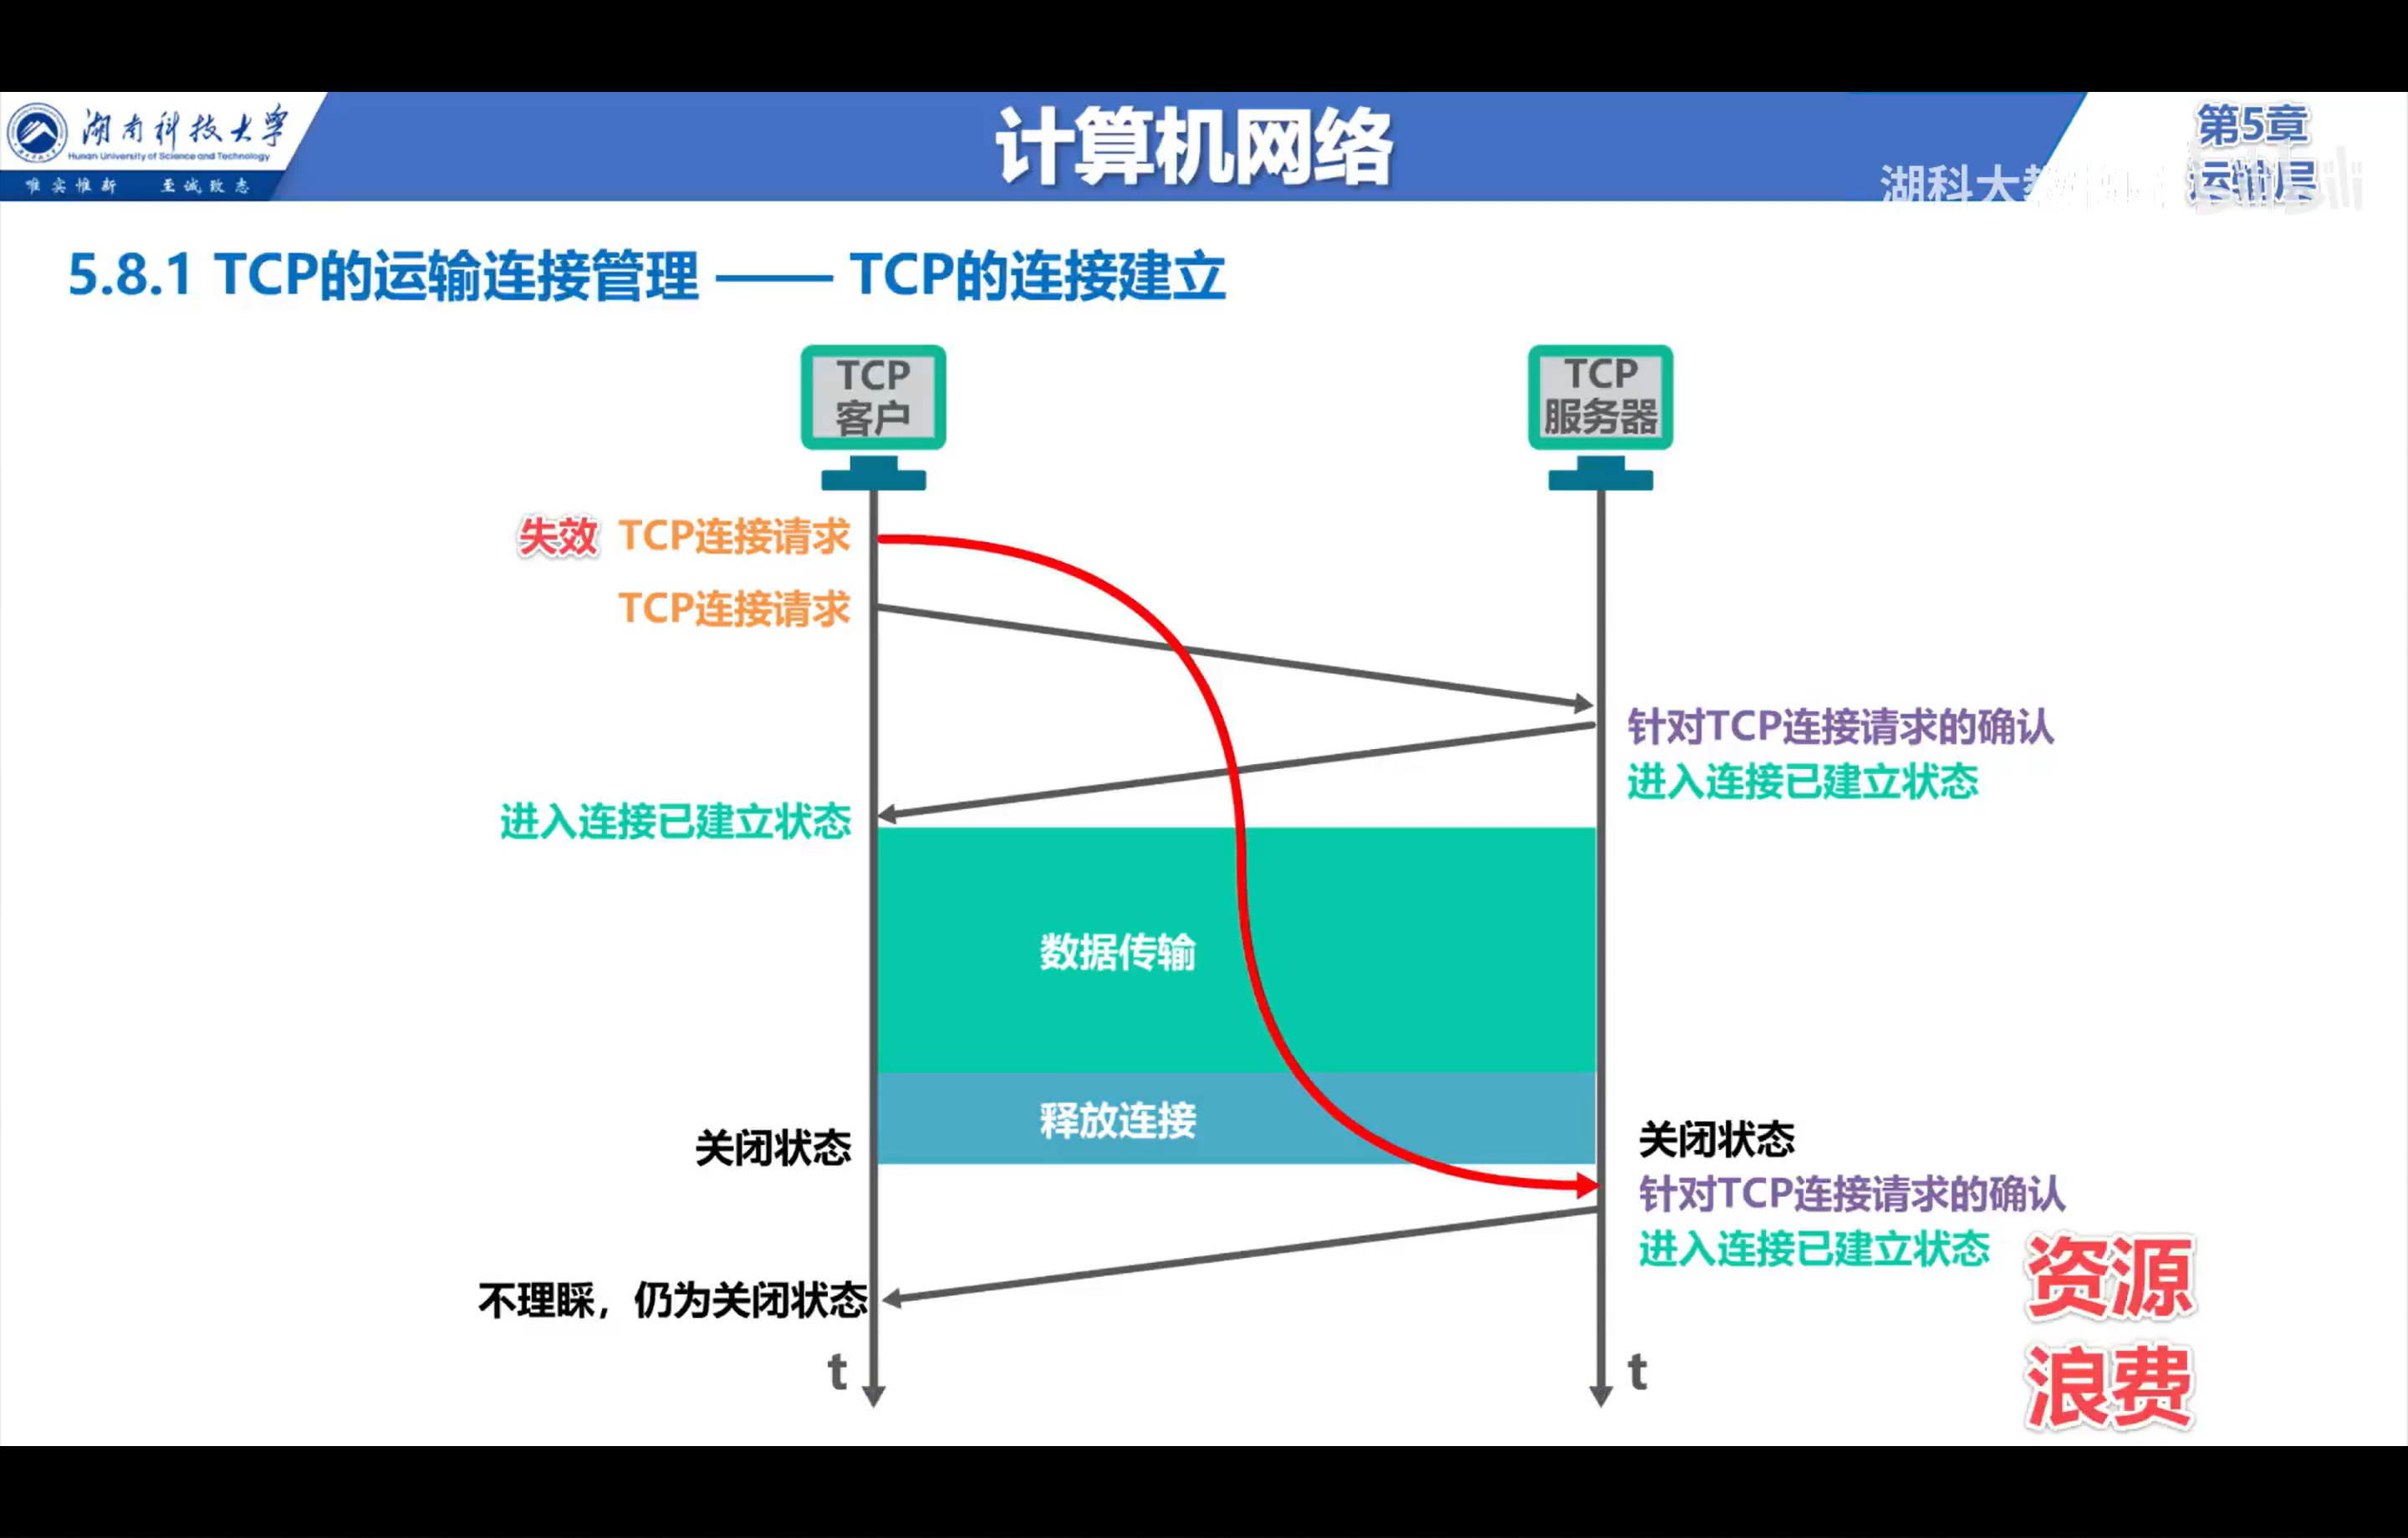 湖南科技大学
Hunan University of Science and Technology
唯实惟新 至诚致志
计算机网络
第5章
运输层
湖科大教
5.8.1 TCP的运输连接管理 —— TCP的连接建立
TCP
客户
TCP
服务器
失效 TCP连接请求
TCP连接请求
针对TCP连接请求的确认
进入连接已建立状态
进入连接已建立状态
数据传输
释放连接
关闭状态
关闭状态
针对TCP连接请求的确认
进入连接已建立状态
不理睬，仍为关闭状态
资源
浪费
t
t